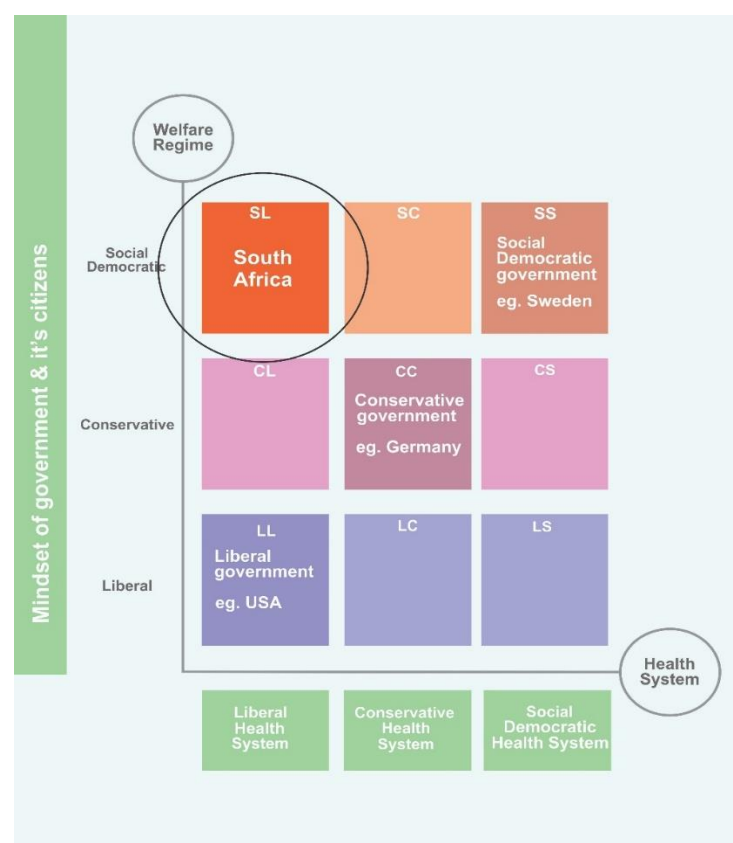 Mindset of government & it's citizens
Welfare
Regime
Social
Democratic
SL
South
Africa
SC
SS
Social
Democratic
government
eg. Sweden
Conservative
CL
CC
Conservative
government
eg. Germany
CS
Liberal
LL
Liberal
government
eg. USA
LC
LS
Health
System
Liberal
Health
System
Conservative
Health
System
Social
Democratic
Health System